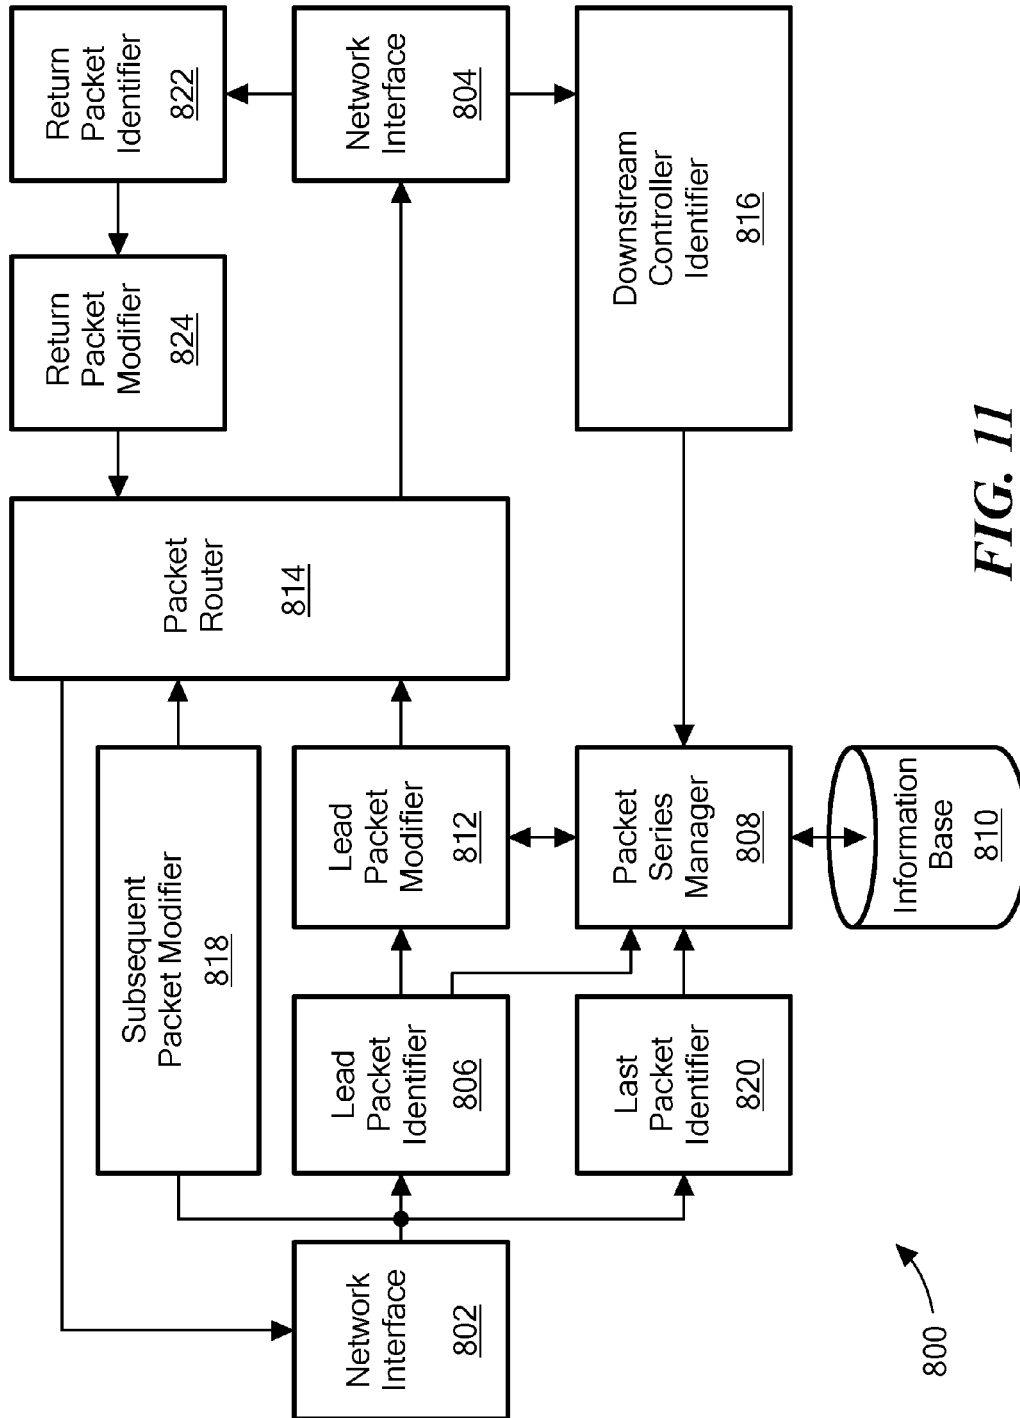 Subsequent
Packet Modifier
818
Packet
Router
814
Return
Packet
Modifier
824
Return
Packet
Identifier
822
Network
Interface
802
Lead
Packet
Identifier
806
Lead
Packet
Modifier
812
Network
Interface
804
Last
Packet
Identifier
820
Packet
Series
Manager
808
Downstream
Controller
Identifier
816
Information
Base
810
800
FIG. 11